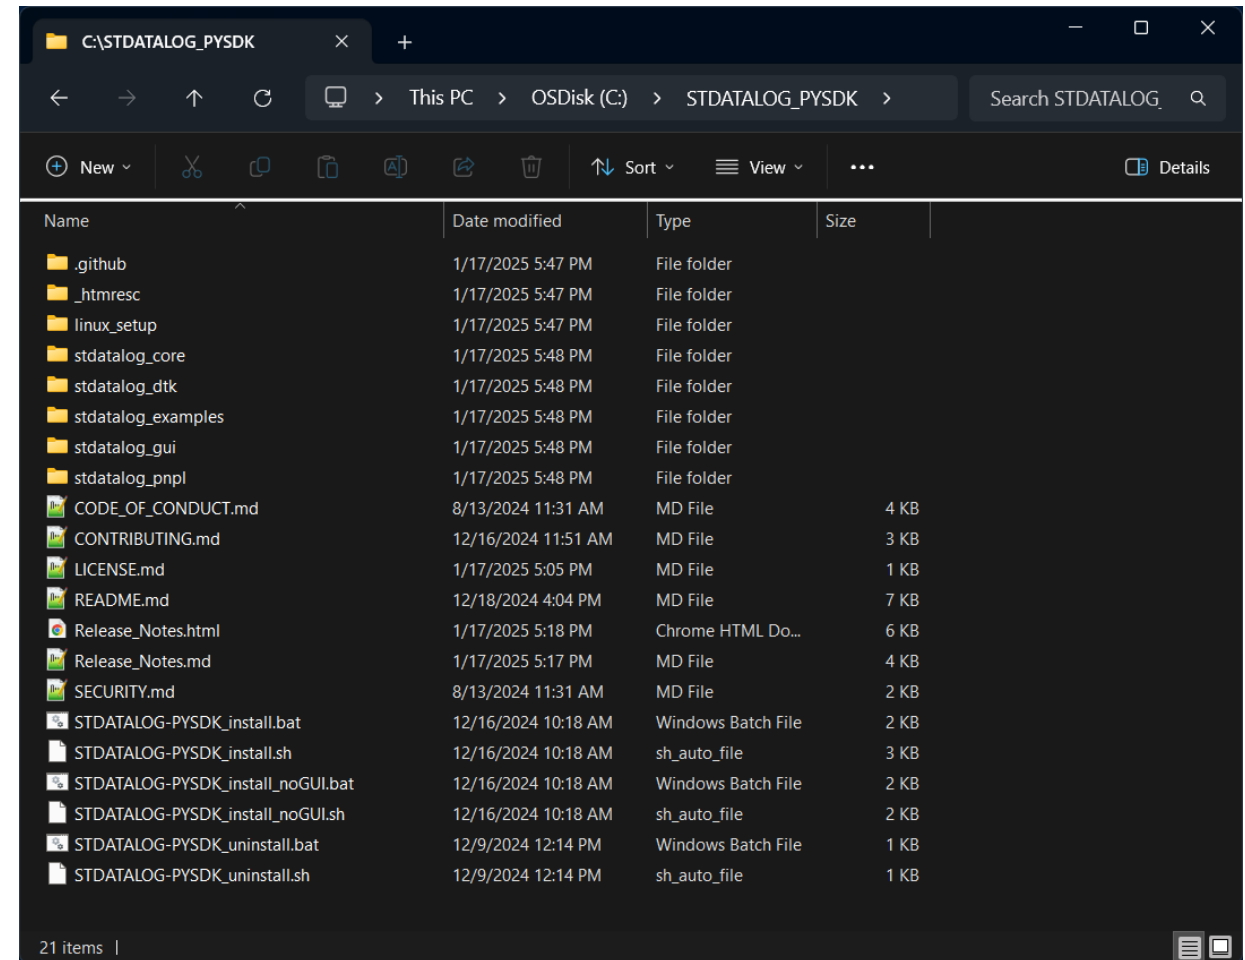 C:\STDATALOG_PYSDK
This PC > OSDisk (C:) > STDATALOG_PYSDK > Search STDATALOG_
New Sort View ... Details
Name Date modified Type Size
.github 1/17/2025 5:47 PM File folder
_htmresc 1/17/2025 5:47 PM File folder
linux_setup 1/17/2025 5:47 PM File folder
stdatalog_core 1/17/2025 5:48 PM File folder
stdatalog_dtk 1/17/2025 5:48 PM File folder
stdatalog_examples 1/17/2025 5:48 PM File folder
stdatalog_gui 1/17/2025 5:48 PM File folder
stdatalog_pnpl 1/17/2025 5:48 PM File folder
CODE_OF_CONDUCT.md 8/13/2024 11:31 AM MD File 4 KB
CONTRIBUTING.md 12/16/2024 11:51 AM MD File 3 KB
LICENSE.md 1/17/2025 5:05 PM MD File 1 KB
README.md 12/18/2024 4:04 PM MD File 7 KB
Release_Notes.html 1/17/2025 5:18 PM Chrome HTML Do... 6 KB
Release_Notes.md 1/17/2025 5:17 PM MD File 4 KB
SECURITY.md 8/13/2024 11:31 AM MD File 2 KB
STDATALOG-PYSDK_install.bat 12/16/2024 10:18 AM Windows Batch File 2 KB
STDATALOG-PYSDK_install.sh 12/16/2024 10:18 AM sh_auto_file 3 KB
STDATALOG-PYSDK_install_noGUI.bat 12/16/2024 10:18 AM Windows Batch File 2 KB
STDATALOG-PYSDK_install_noGUI.sh 12/16/2024 10:18 AM sh_auto_file 2 KB
STDATALOG-PYSDK_uninstall.bat 12/9/2024 12:14 PM Windows Batch File 1 KB
STDATALOG-PYSDK_uninstall.sh 12/9/2024 12:14 PM sh_auto_file 1 KB
21 items